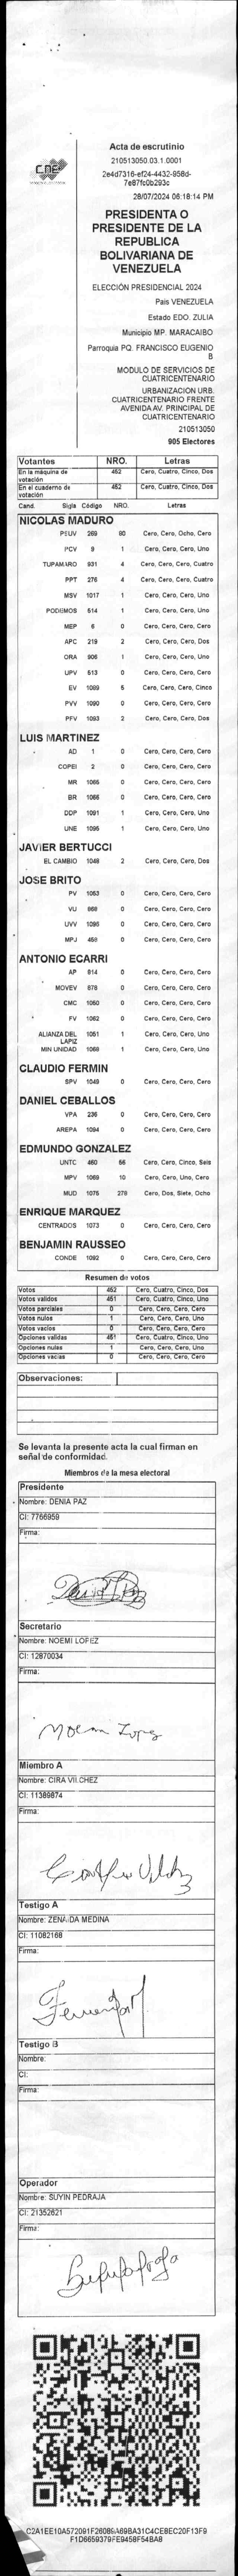 CNE
Acta de escrutinio
210513050.03.1.0001
2e4d7316-ef24-4432-958d-
7e87fc0b293c
28/07/2024 06:18:14 PM
PRESIDENTA O
PRESIDENTE DE LA
REPUBLICA
BOLIVARIANA DE
VENEZUELA
ELECCIÓN PRESIDENCIAL 2024
País VENEZUELA
Estado EDO. ZULIA
Municipio MP. MARACAIBO
Parroquia PQ. FRANCISCO EUGENIO
B
MODULO DE SERVICIOS DE
CUATRICENTENARIO
URBANIZACION URB.
CUATRICENTENARIO FRENTE
AVENIDA AV. PRINCIPAL DE
CUATRICENTENARIO
210513050
905 Electores
Votantes NRO. Letras
En la máquina de votación 452 Cero, Cuatro, Cinco, Dos
En el cuaderno de votación 452 Cero, Cuatro, Cinco, Dos
Cand. Sigla Código NRO. Letras
NICOLAS MADURO
PSUV 269 80 Cero, Cero, Ocho, Cero
PCV 9 1 Cero, Cero, Cero, Uno
TUPAMARO 931 4 Cero, Cero, Cero, Cuatro
PPT 276 4 Cero, Cero, Cero, Cuatro
MSV 1017 1 Cero, Cero, Cero, Uno
PODEMOS 514 1 Cero, Cero, Cero, Uno
MEP 6 0 Cero, Cero, Cero, Cero
APC 219 2 Cero, Cero, Cero, Dos
ORA 906 1 Cero, Cero, Cero, Uno
UPV 513 0 Cero, Cero, Cero, Cero
EV 1089 5 Cero, Cero, Cero, Cinco
PVV 1090 0 Cero, Cero, Cero, Cero
PFV 1093 2 Cero, Cero, Cero, Dos
LUIS MARTINEZ
AD 1 0 Cero, Cero, Cero, Cero
COPEI 2 0 Cero, Cero, Cero, Cero
MR 1065 0 Cero, Cero, Cero, Cero
BR 1066 0 Cero, Cero, Cero, Cero
DDP 1091 1 Cero, Cero, Cero, Uno
UNE 1095 1 Cero, Cero, Cero, Uno
JAVIER BERTUCCI
EL CAMBIO 1048 2 Cero, Cero, Cero, Dos
JOSE BRITO
PV 1053 0 Cero, Cero, Cero, Cero
VU 968 0 Cero, Cero, Cero, Cero
UVV 1096 0 Cero, Cero, Cero, Cero
MPJ 458 0 Cero, Cero, Cero, Cero
ANTONIO ECARRI
AP 814 0 Cero, Cero, Cero, Cero
MOVEV 878 0 Cero, Cero, Cero, Cero
CMC 1050 0 Cero, Cero, Cero, Cero
FV 1062 0 Cero, Cero, Cero, Cero
ALIANZA DEL LAPIZ 1051 1 Cero, Cero, Cero, Uno
MIN UNIDAD 1068 1 Cero, Cero, Cero, Uno
CLAUDIO FERMIN
SPV 1049 0 Cero, Cero, Cero, Cero
DANIEL CEBALLOS
VPA 236 0 Cero, Cero, Cero, Cero
AREPA 1094 0 Cero, Cero, Cero, Cero
EDMUNDO GONZALEZ
UNTC 460 56 Cero, Cero, Cinco, Seis
MPV 1069 10 Cero, Cero, Uno, Cero
MUD 1075 278 Cero, Dos, Siete, Ocho
ENRIQUE MARQUEZ
CENTRADOS 1073 0 Cero, Cero, Cero, Cero
BENJAMIN RAUSSEO
CONDE 1092 0 Cero, Cero, Cero, Cero
Resumen de votos
Votos 452 Cero, Cuatro, Cinco, Dos
Votos validos 451 Cero, Cuatro, Cinco, Uno
Votos parciales 0 Cero, Cero, Cero, Cero
Votos nulos 1 Cero, Cero, Cero, Uno
Votos vacios 0 Cero, Cero, Cero, Cero
Opciones validas 451 Cero, Cuatro, Cinco, Uno
Opciones nulas 1 Cero, Cero, Cero, Uno
Opciones vacias 0 Cero, Cero, Cero, Cero
Observaciones:
Se levanta la presente acta la cual firman en
señal de conformidad.
Miembros de la mesa electoral
Presidente
Nombre: DENIA PAZ
CI: 7766959
Firma:
Secretario
Nombre: NOEMI LOPEZ
CI: 12870034
Firma:
Noemi Lopez
Miembro A
Nombre: CIRA VILCHEZ
CI: 11389874
Firma:
Testigo A
Nombre: ZENAIDA MEDINA
CI: 11082168
Firma:
Testigo B
Nombre:
CI:
Firma:
Operador
Nombre: SUYIN PEDRAJA
CI: 21352621
Firma:
C2A1EE10A572091F26089A69BA31C4CE8EC20F13F9
F1D6659379FE9458F54BA8